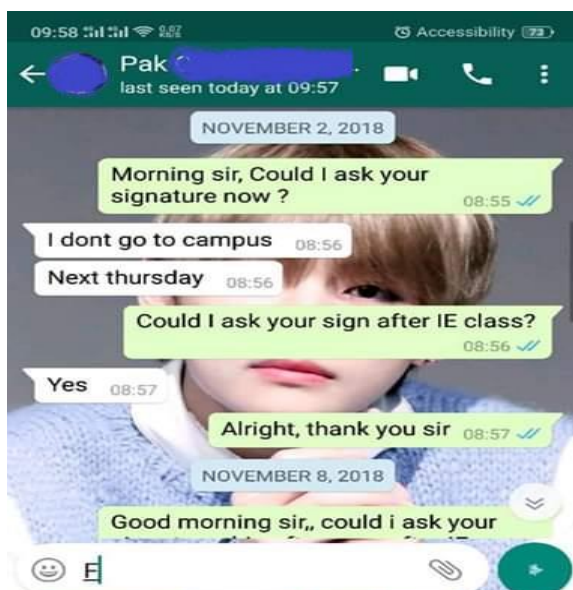 09:58 0.07 KB/s Accessibility 73
Pak
last seen today at 09:57
NOVEMBER 2, 2018
Morning sir, Could I ask your
signature now ?
08:55
I dont go to campus 08:56
Next thursday 08:56
Could I ask your sign after IE class?
08:56
Yes 08:57
Alright, thank you sir 08:57
NOVEMBER 8, 2018
Good morning sir,, could i ask your
E